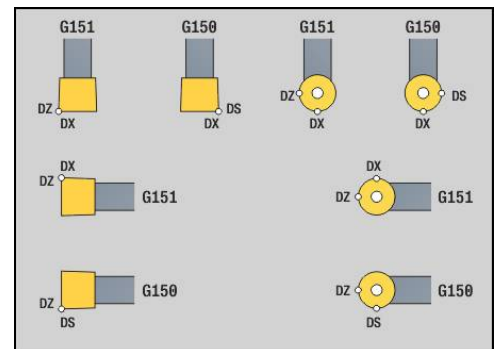 G151 G150 G151 G150
DZ DS DZ DS
DX DX DX DX
DX DX
DZ G151 DZ G151
G150 G150
DZ DZ
DS DS